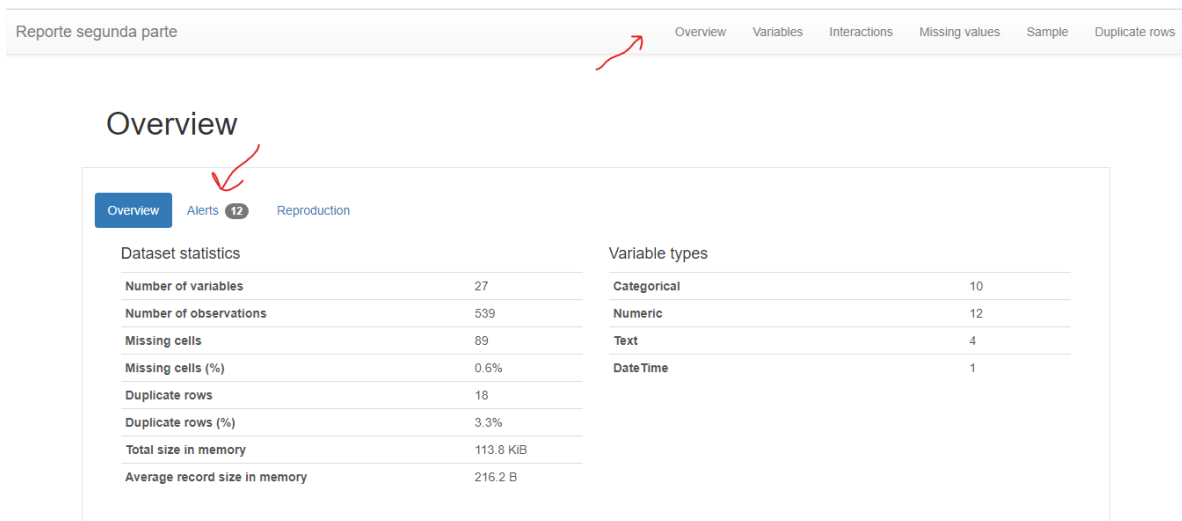 Reporte segunda parte Overview Variables Interactions Missing values Sample Duplicate rows
Overview
Overview Alerts 12 Reproduction
Dataset statistics
Number of variables 27
Number of observations 539
Missing cells 89
Missing cells (%) 0.6%
Duplicate rows 18
Duplicate rows (%) 3.3%
Total size in memory 113.8 KiB
Average record size in memory 216.2 B
Variable types
Categorical 10
Numeric 12
Text 4
DateTime 1